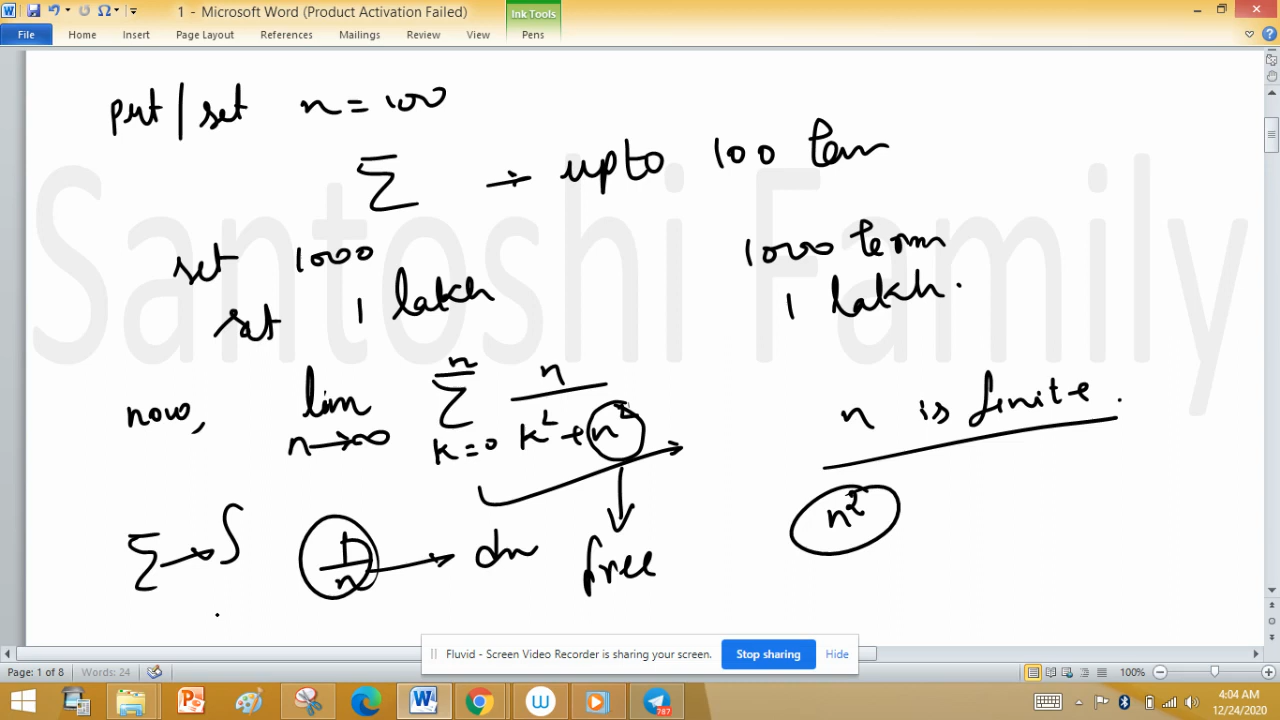 1 - Microsoft Word (Product Activation Failed)
Ink Tools
File Home Insert Page Layout References Mailings Review View Pens
Santoshi Family
put | set n = 100
Σ → upto 100 term
set 1000 1000 term
set 1 lakh 1 lakh.
now, lim n→∞ Σ k=0 n n/(k² + n²) n is finite.
n²
Σ → ∫ 1/n → dn free
Fluvid - Screen Video Recorder is sharing your screen. Stop sharing Hide
Page: 1 of 8 Words: 24 100%
787
4:04 AM
12/24/2020